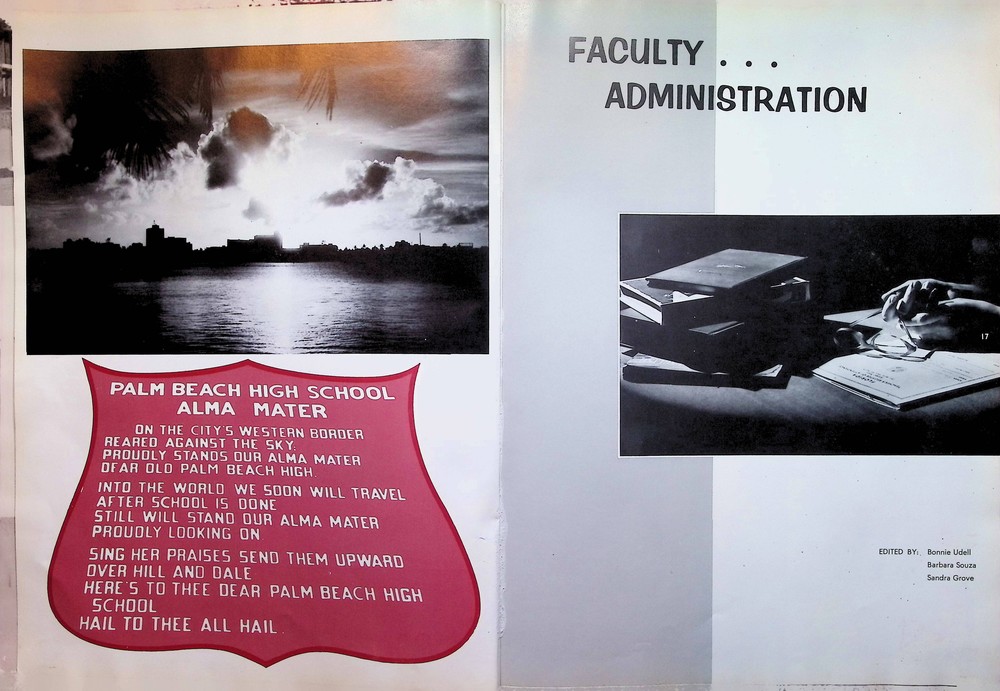 PALM BEACH HIGH SCHOOL
ALMA MATER
ON THE CITY'S WESTERN BORDER
REARED AGAINST THE SKY;
PROUDLY STANDS OUR ALMA MATER
DEAR OLD PALM BEACH HIGH.
INTO THE WORLD WE SOON WILL TRAVEL
AFTER SCHOOL IS DONE
STILL WILL STAND OUR ALMA MATER
PROUDLY LOOKING ON
SING HER PRAISES SEND THEM UPWARD
OVER HILL AND DALE
HERE'S TO THEE DEAR PALM BEACH HIGH
SCHOOL
HAIL TO THEE ALL HAIL.
FACULTY . . .
ADMINISTRATION
17
EDITED BY: Bonnie Udell
Barbara Souza
Sandra Grove